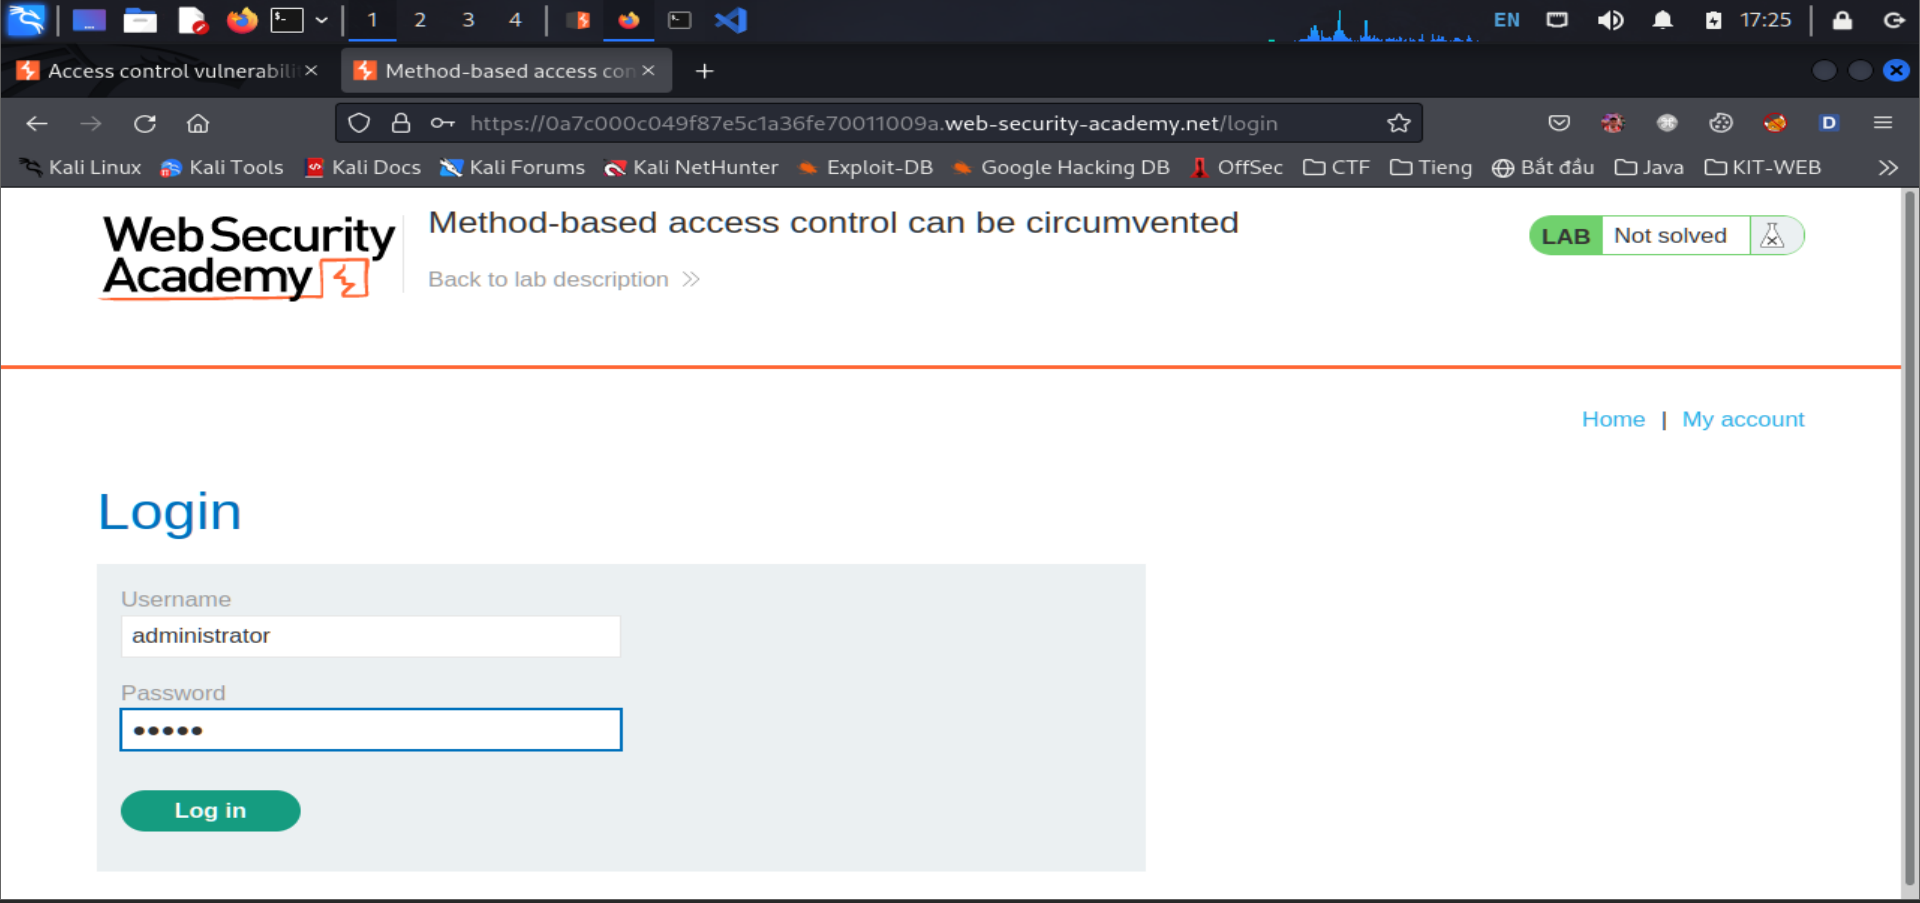 1 2 3 4 EN 17:25
Access control vulnerabili Method-based access con
https://0a7c000c049f87e5c1a36fe70011009a.web-security-academy.net/login
Kali Linux Kali Tools Kali Docs Kali Forums Kali NetHunter Exploit-DB Google Hacking DB OffSec CTF Tieng Bắt đầu Java KIT-WEB
Web Security
Academy
Method-based access control can be circumvented
Back to lab description
LAB Not solved
Home | My account
Login
Username
administrator
Password
•••••
Log in